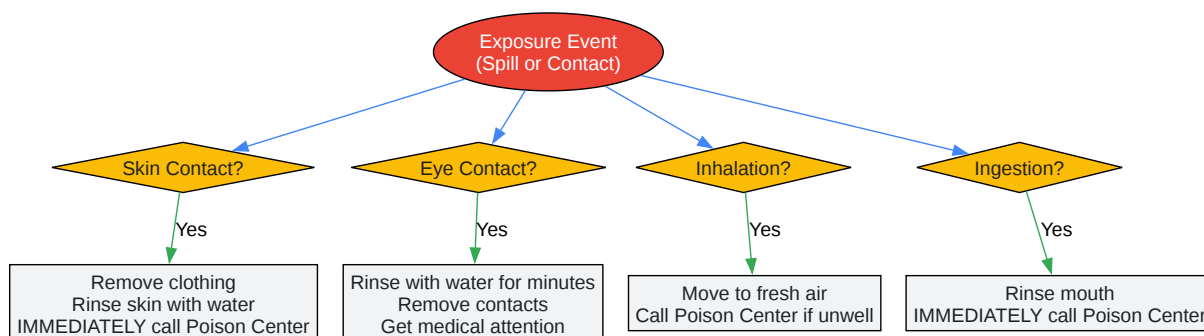 Exposure Event
(Spill or Contact)
Skin Contact?
Eye Contact?
Inhalation?
Ingestion?
Yes
Yes
Yes
Yes
Remove clothing
Rinse skin with water
IMMEDIATELY call Poison Center
Rinse with water for minutes
Remove contacts
Get medical attention
Move to fresh air
Call Poison Center if unwell
Rinse mouth
IMMEDIATELY call Poison Center